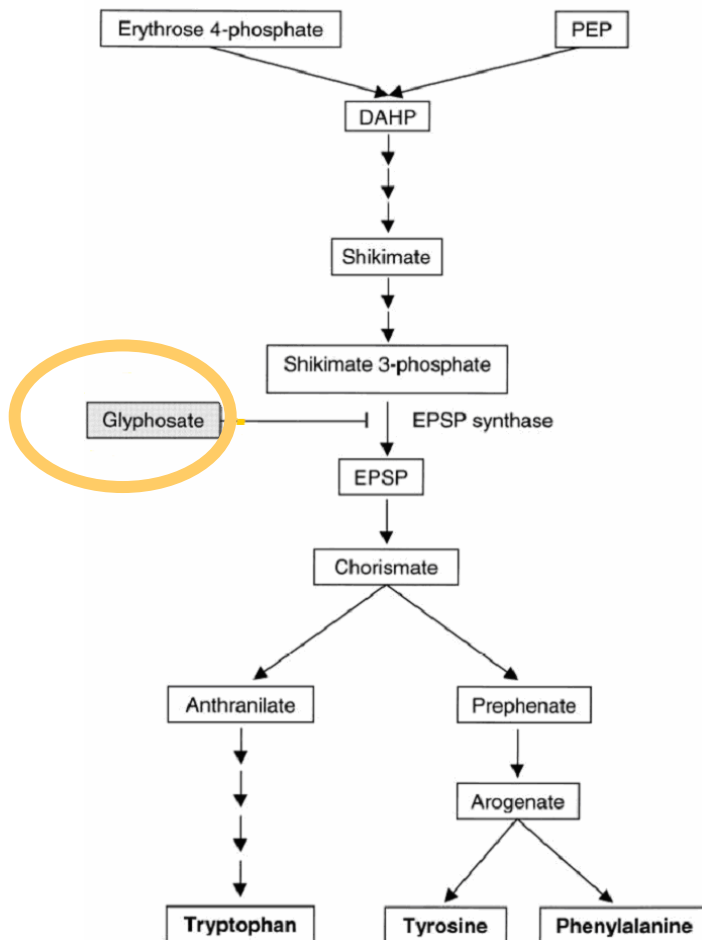 Erythrose 4-phosphate
PEP
DAHP
Shikimate
Shikimate 3-phosphate
Glyphosate
EPSP synthase
EPSP
Chorismate
Anthranilate
Prephenate
Arogenate
Tryptophan
Tyrosine
Phenylalanine